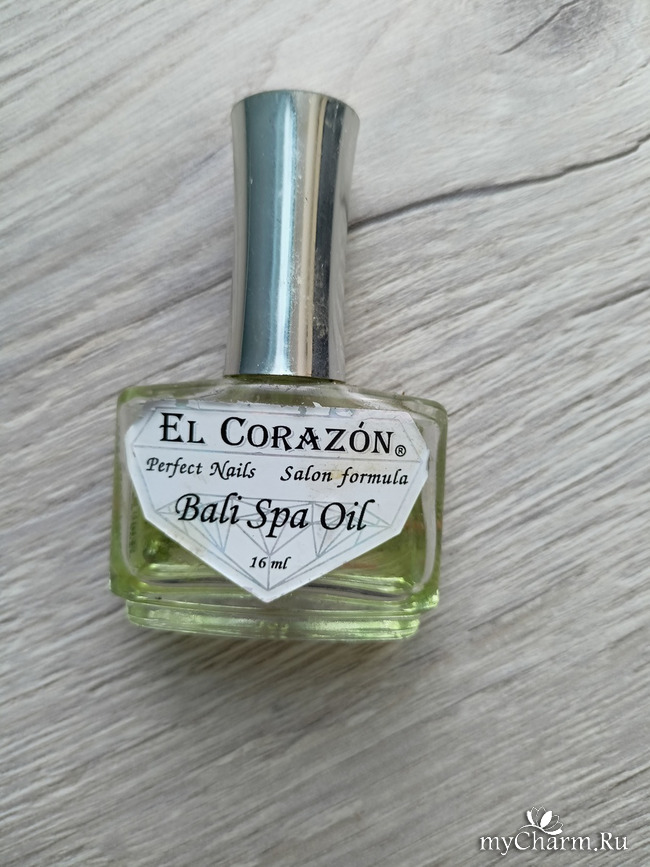 EL CORAZÓN®
Perfect Nails Salon formula
Bali Spa Oil
16 ml
myCharm.Ru